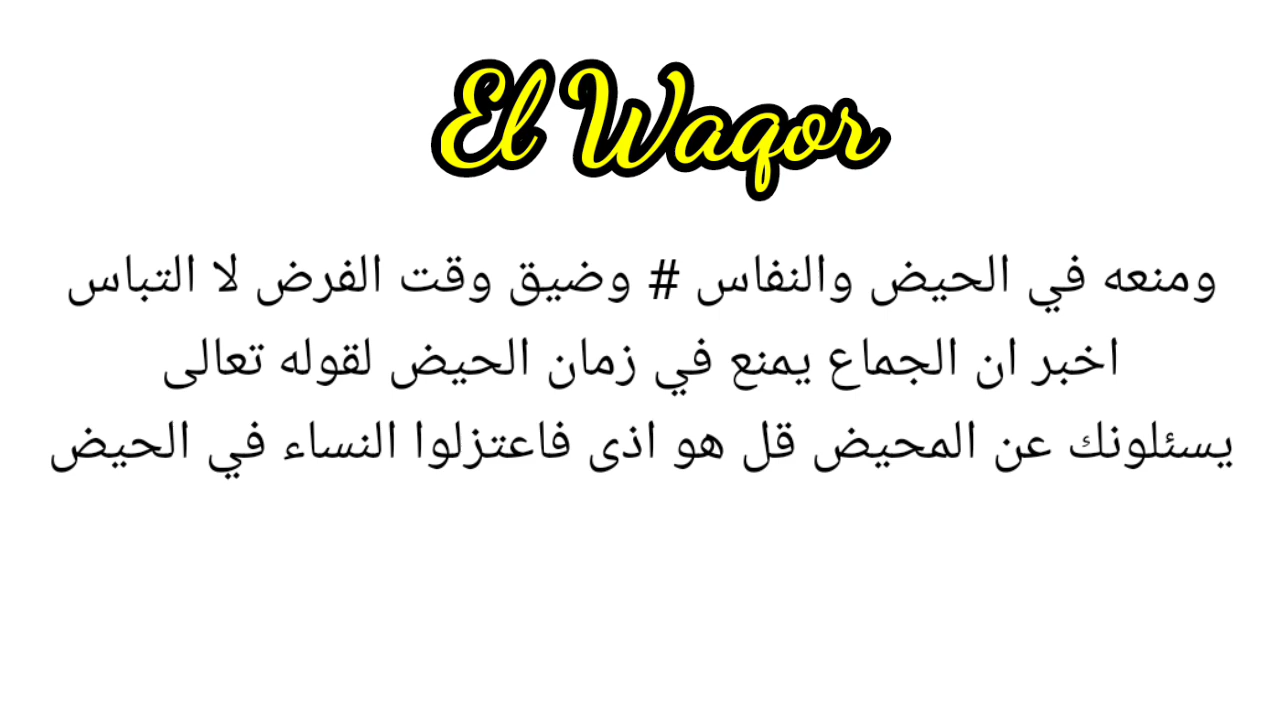 El Waqor
ومنعه في الحيض والنفاس # وضيق وقت الفرض لا التباس
اخبر ان الجماع يمنع في زمان الحيض لقوله تعالى
يسئلونك عن المحيض قل هو اذى فاعتزلوا النساء في الحيض